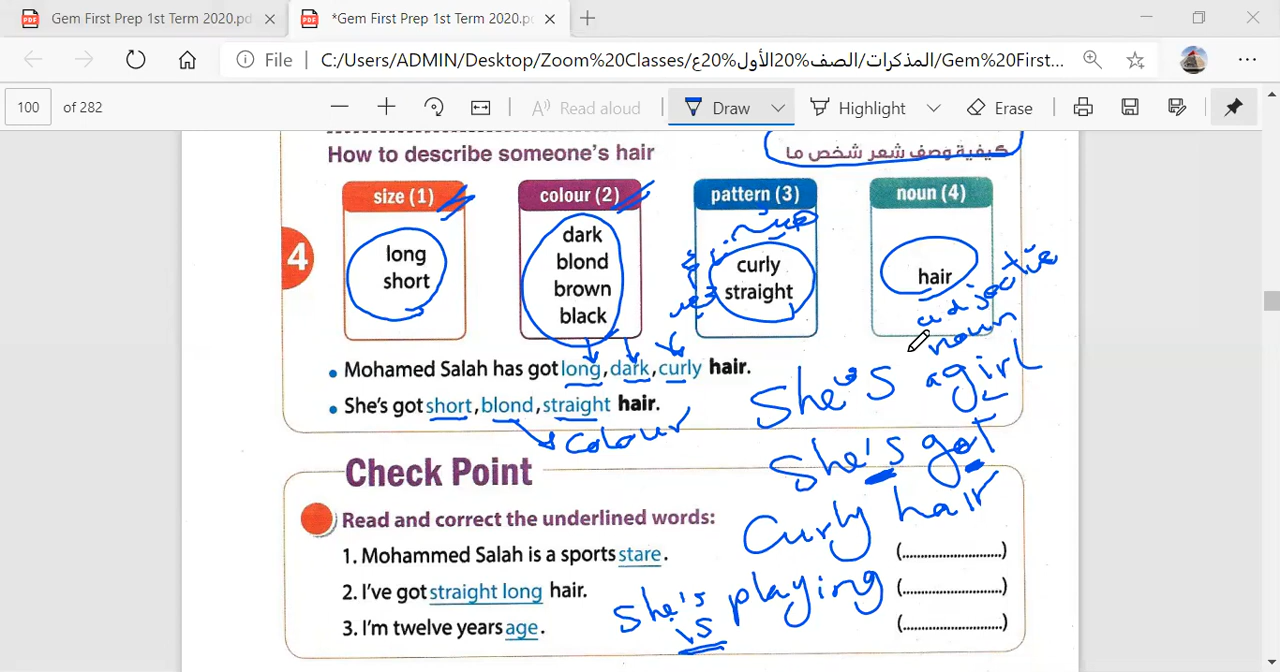 Gem First Prep 1st Term 2020.pd
*Gem First Prep 1st Term 2020.po
File
C:/Users/ADMIN/Desktop/Zoom%20Classes/المذكرات/الصف%20الأول%20ع/Gem%20First...
100 of 282
Read aloud
Draw
Highlight
Erase
How to describe someone's hair
كيفية وصف شعر شخص ما
size (1)
colour (2)
pattern (3)
noun (4)
4
long
short
dark
blond
brown
black
curly
straight
hair
adjective
noun
Mohamed Salah has got long, dark, curly hair.
She's got short, blond, straight hair.
colour
She's a girl
She's got
curly hair
She's playing
is
Check Point
Read and correct the underlined words:
1. Mohammed Salah is a sports stare. (........................)
2. I've got straight long hair. (........................)
3. I'm twelve years age. (........................)